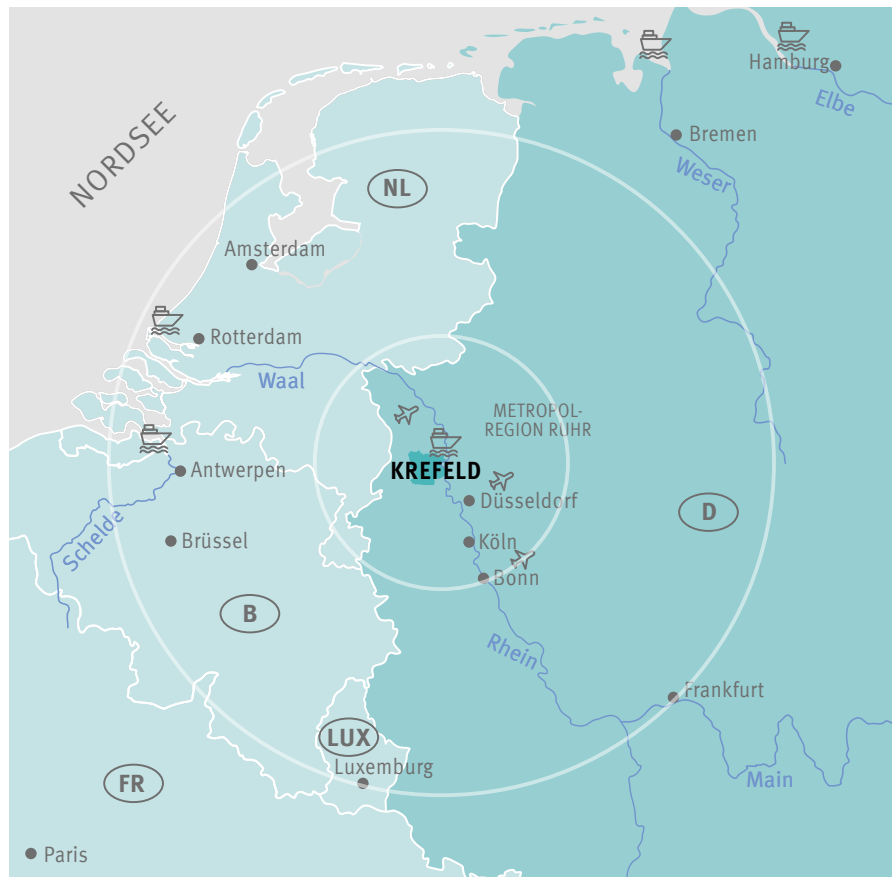 Hamburg
Elbe
NORDSEE
Bremen
Weser
NL
Amsterdam
Rotterdam
Waal
METROPOL-
REGION RUHR
KREFELD
Antwerpen
Düsseldorf
D
Schelde
Brüssel
Köln
Bonn
B
Rhein
Frankfurt
LUX
Luxemburg
FR
Main
Paris